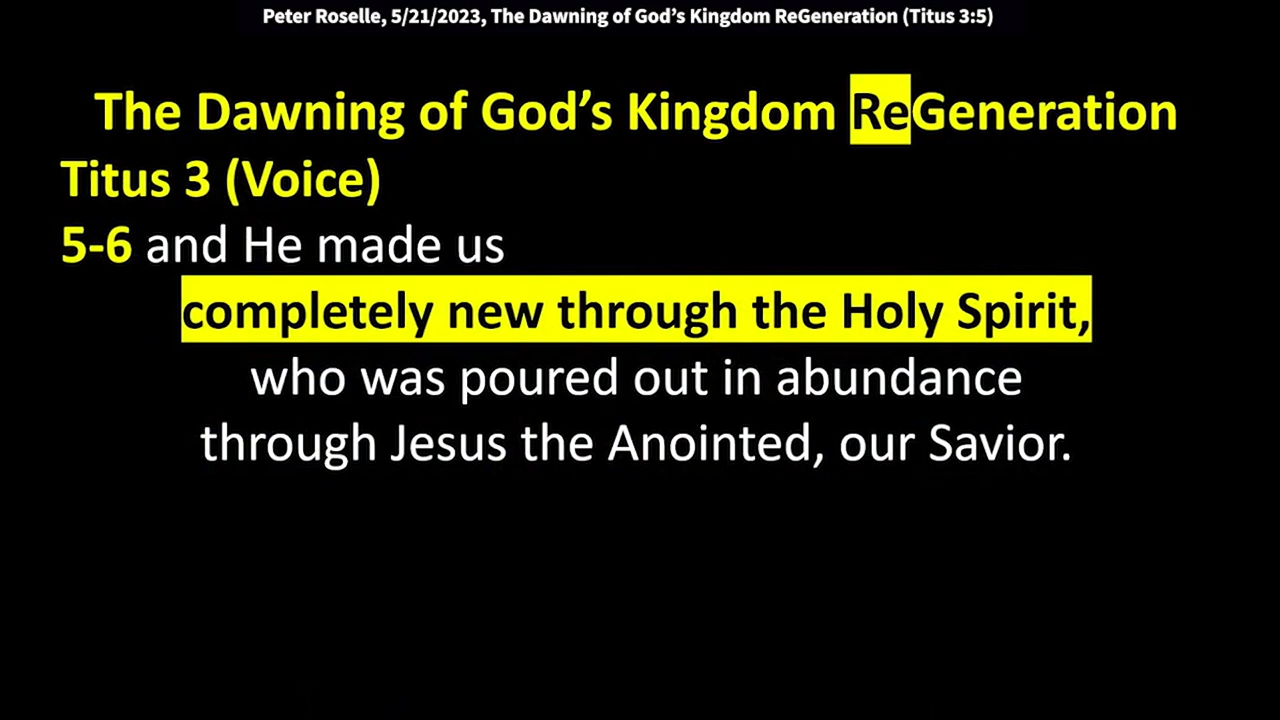 Peter Roselle, 5/21/2023, The Dawning of God’s Kingdom ReGeneration (Titus 3:5)
The Dawning of God’s Kingdom ReGeneration
Titus 3 (Voice)
5-6 and He made us
completely new through the Holy Spirit,
who was poured out in abundance
through Jesus the Anointed, our Savior.